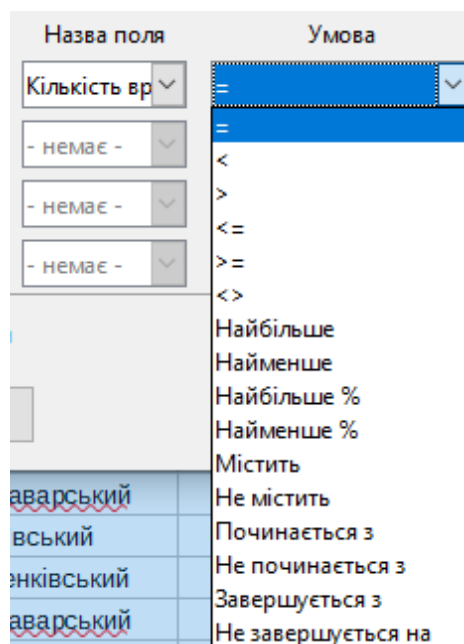 Назва поля Умова
Кількість вр =
- немає - =
<
- немає - >
<=
- немає - >=
<>
Найбільше
Найменше
Найбільше %
Найменше %
Містить
аварський Не містить
вський Починається з
енківський Не починається з
аварський Завершується з
Не завершується на